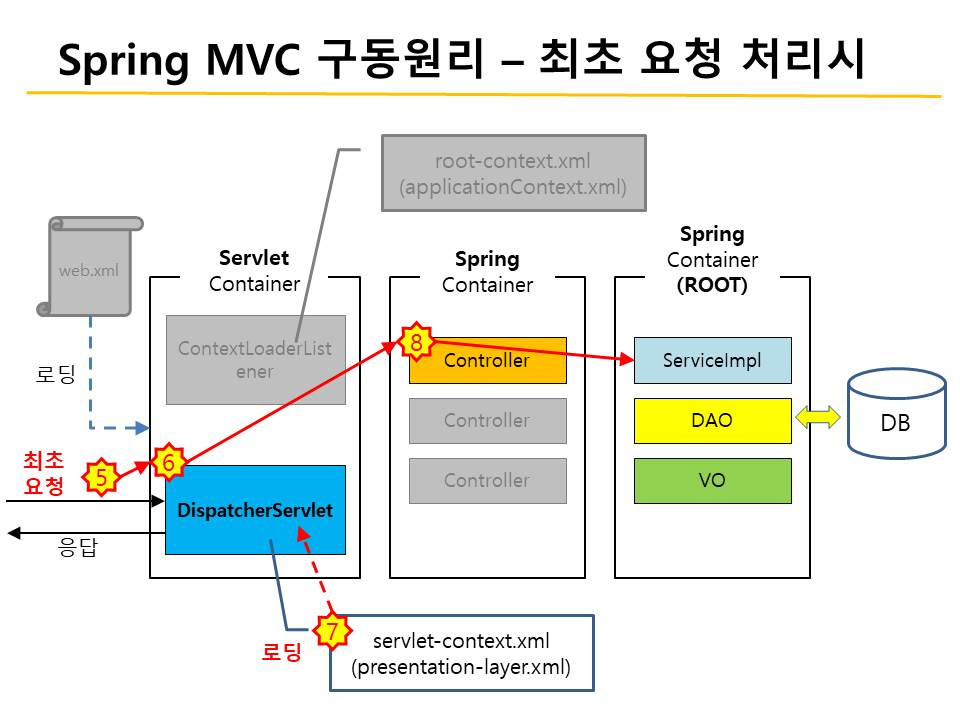 Spring MVC 구동원리 – 최초 요청 처리시
root-context.xml
(applicationContext.xml)
web.xml
로딩
Servlet
Container
Spring
Container
Spring
Container
(ROOT)
ContextLoaderList
ener
8
Controller
Controller
Controller
ServiceImpl
DAO
VO
DB
최초
요청
5
6
DispatcherServlet
응답
로딩
7
servlet-context.xml
(presentation-layer.xml)